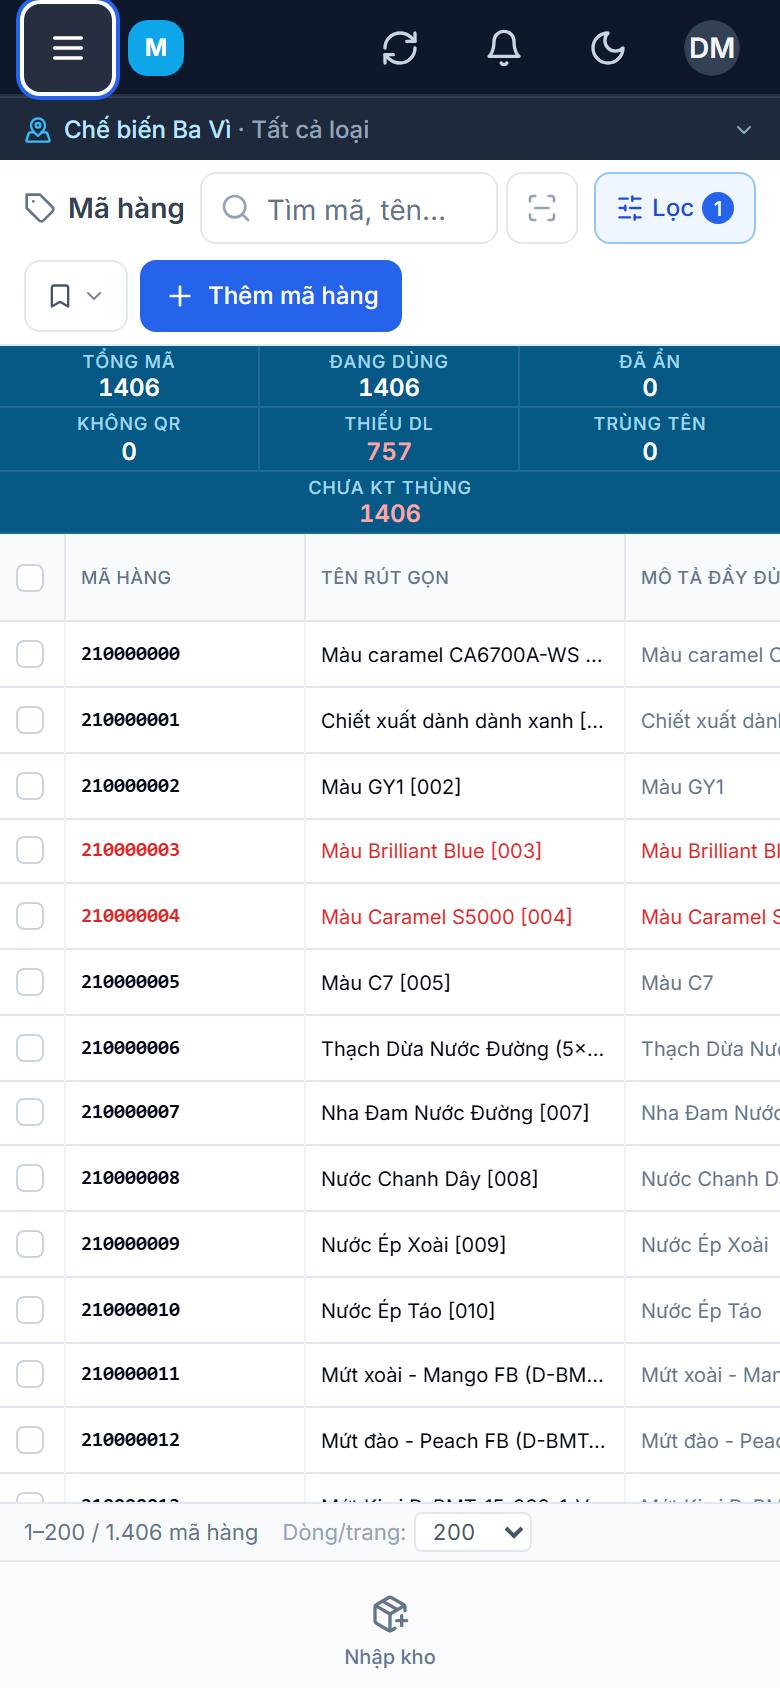 M
DM
Chế biến Ba Vì · Tất cả loại
Mã hàng
Tìm mã, tên...
Lọc 1
Thêm mã hàng
TỔNG MÃ
1406
ĐANG DÙNG
1406
ĐÃ ẨN
0
KHÔNG QR
0
THIẾU DL
757
TRÙNG TÊN
0
CHƯA KT THÙNG
1406
MÃ HÀNG TÊN RÚT GỌN MÔ TẢ ĐẦY ĐỦ
210000000 Màu caramel CA6700A-WS ... Màu caramel C
210000001 Chiết xuất dành dành xanh [... Chiết xuất dành
210000002 Màu GY1 [002] Màu GY1
210000003 Màu Brilliant Blue [003] Màu Brilliant Bl
210000004 Màu Caramel S5000 [004] Màu Caramel S
210000005 Màu C7 [005] Màu C7
210000006 Thạch Dừa Nước Đường (5×... Thạch Dừa Nướ
210000007 Nha Đam Nước Đường [007] Nha Đam Nước
210000008 Nước Chanh Dây [008] Nước Chanh D
210000009 Nước Ép Xoài [009] Nước Ép Xoài
210000010 Nước Ép Táo [010] Nước Ép Táo
210000011 Mứt xoài - Mango FB (D-BM... Mứt xoài - Man
210000012 Mứt đào - Peach FB (D-BMT... Mứt đào - Peac
1–200 / 1.406 mã hàng Dòng/trang: 200
Nhập kho